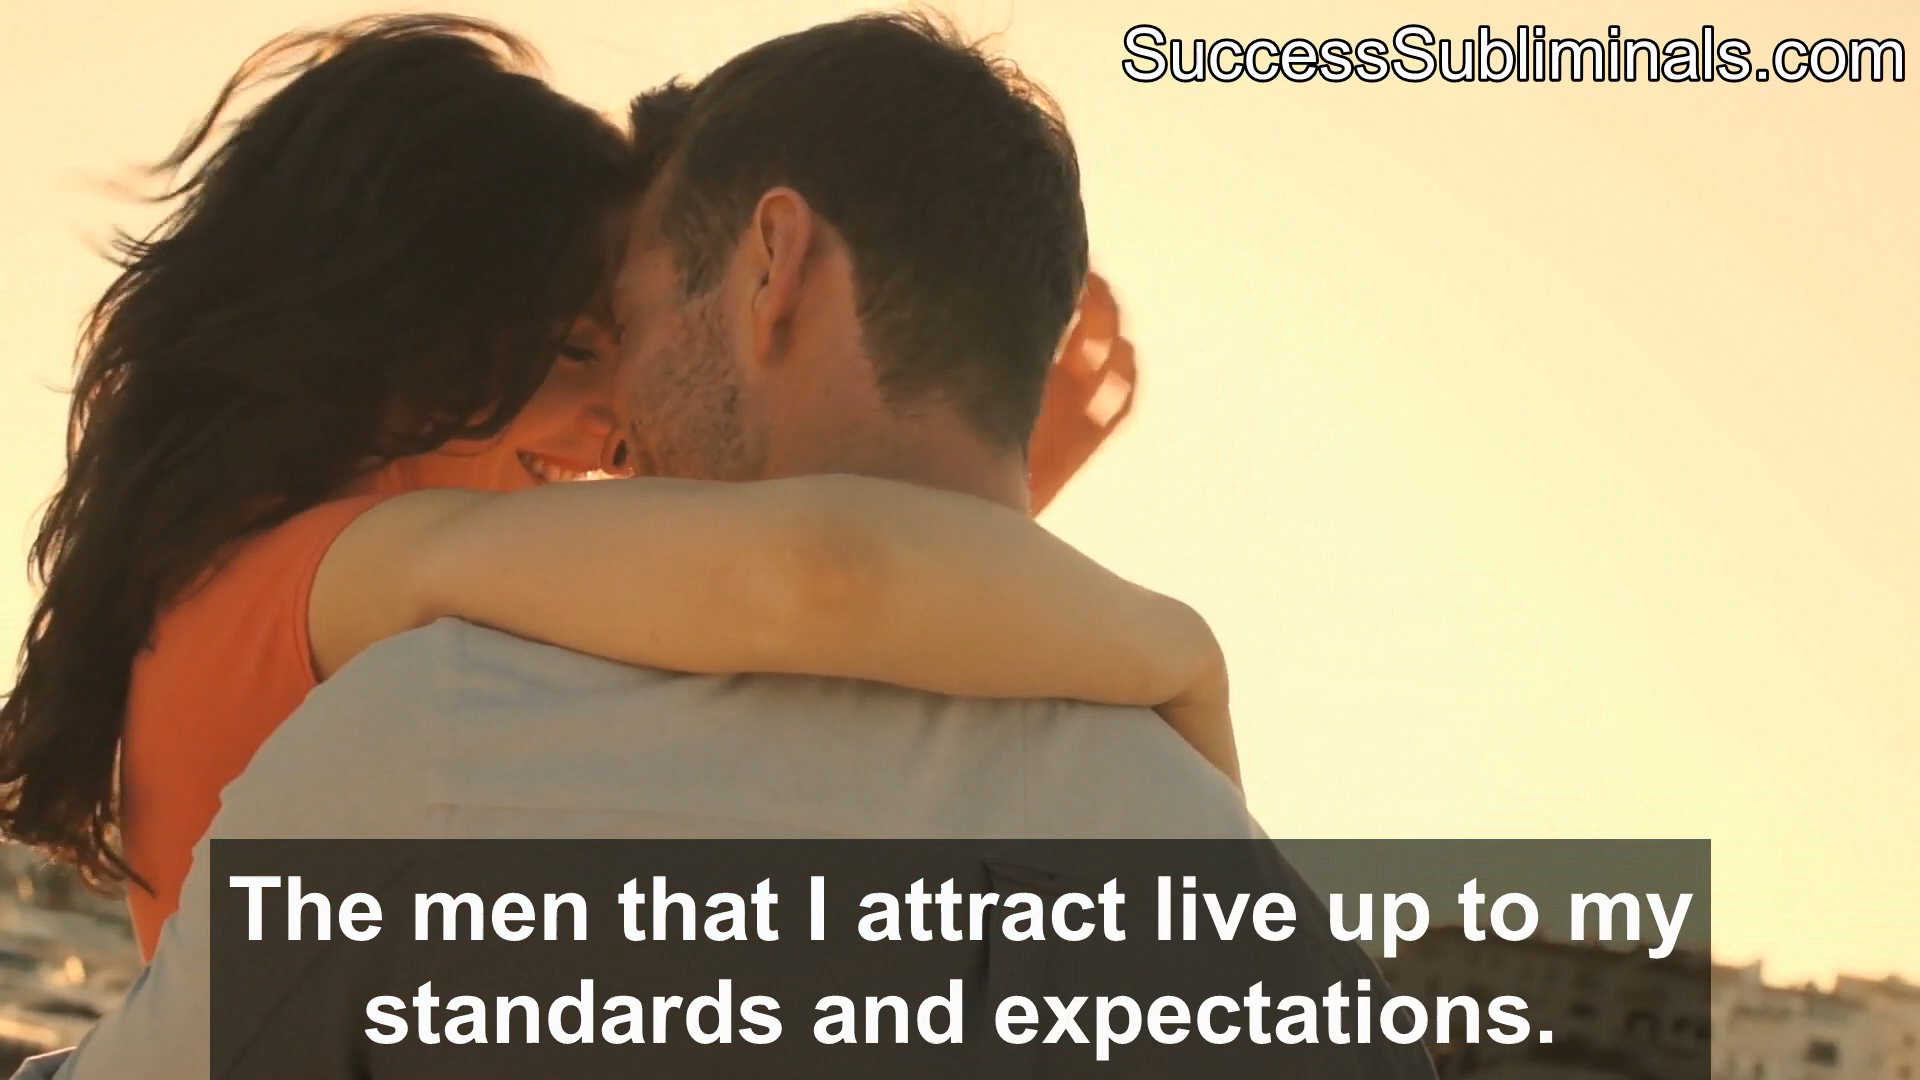 SuccessSubliminals.com
The men that I attract live up to my
standards and expectations.